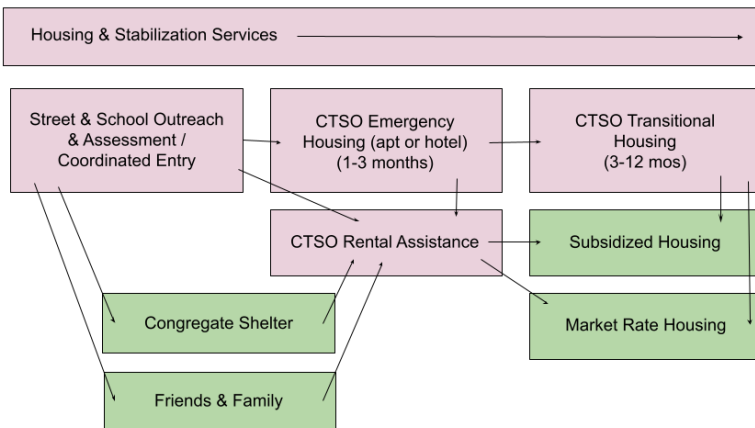 Housing & Stabilization Services
Street & School Outreach
& Assessment /
Coordinated Entry
CTSO Emergency
Housing (apt or hotel)
(1-3 months)
CTSO Transitional
Housing
(3-12 mos)
CTSO Rental Assistance
Subsidized Housing
Congregate Shelter
Market Rate Housing
Friends & Family